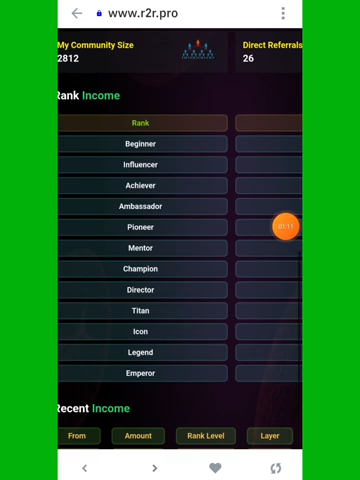 www.r2r.pro
My Community Size
2812
Direct Referrals
26
Rank Income
Rank
Beginner
Influencer
Achiever
Ambassador
Pioneer
01:11
Mentor
Champion
Director
Titan
Icon
Legend
Emperor
Recent Income
From Amount Rank Level Layer